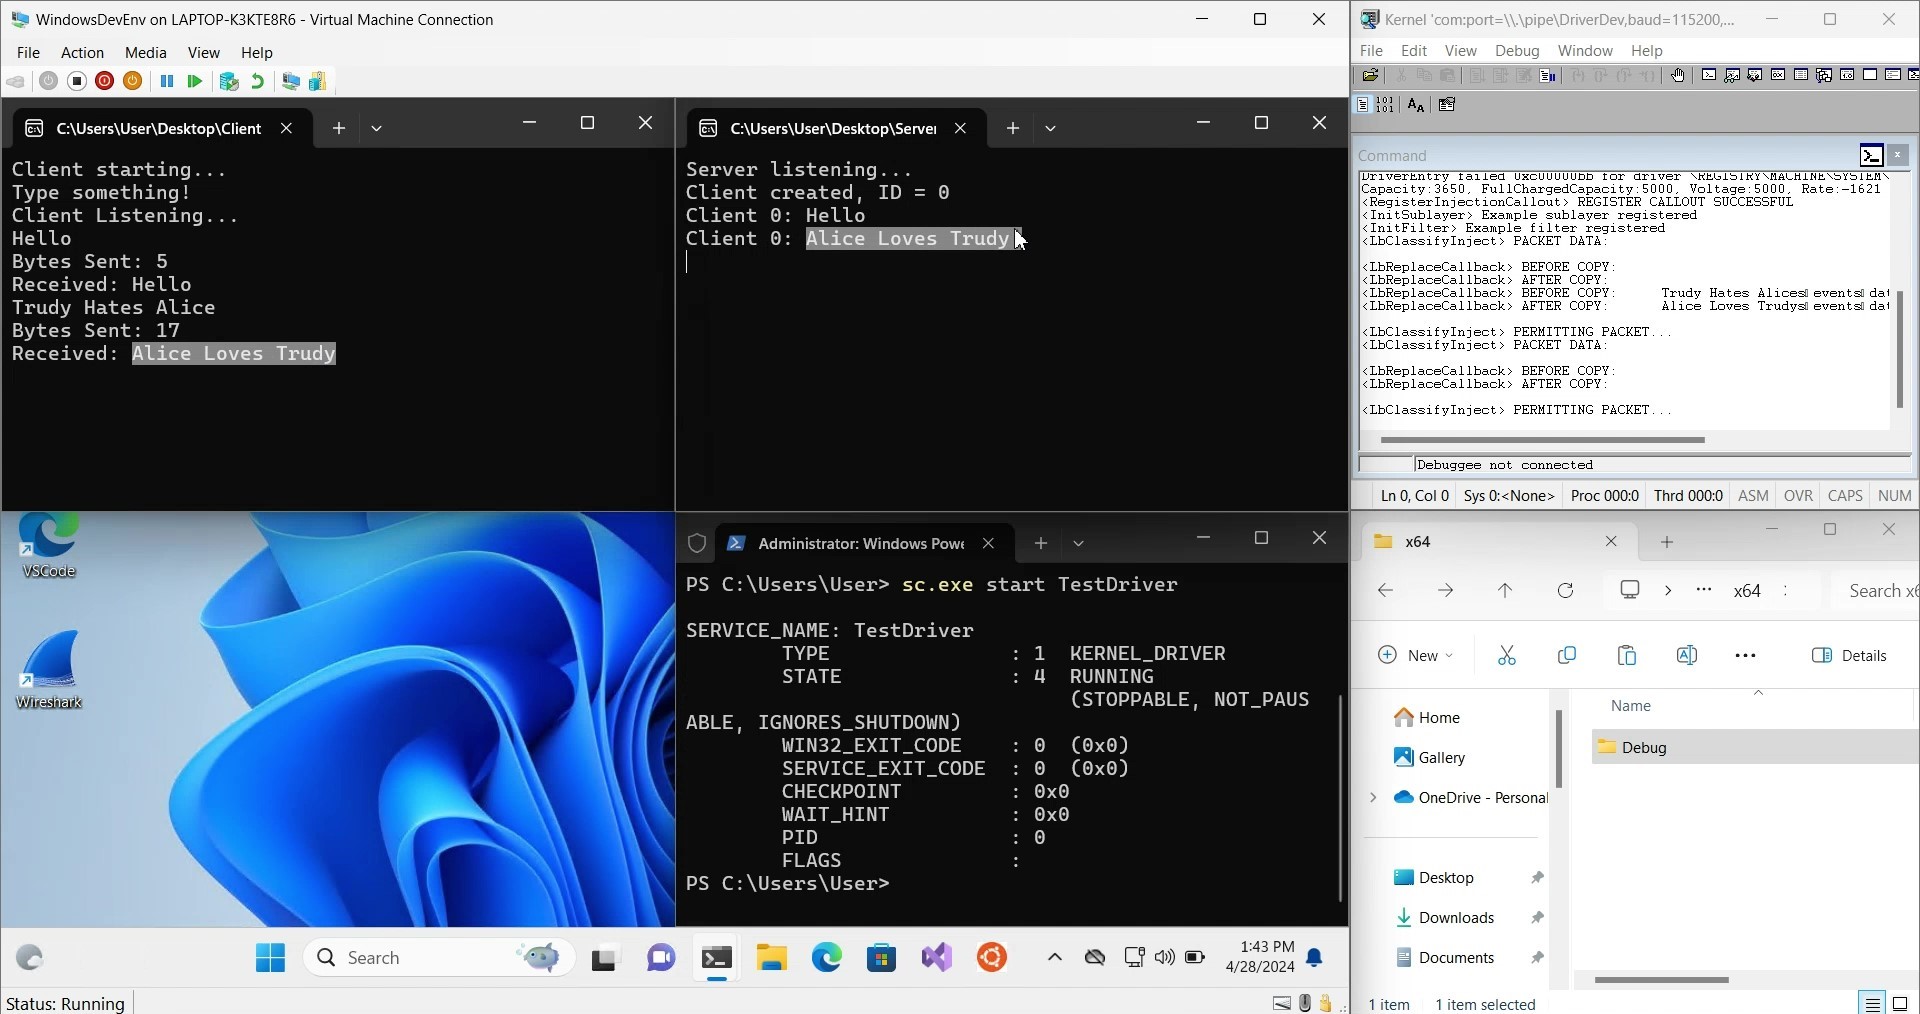 WindowsDevEnv on LAPTOP-K3KTE8R6 - Virtual Machine Connection
File Action Media View Help
C:\Users\User\Desktop\Client
Client starting...
Type something!
Client Listening...
Hello
Bytes Sent: 5
Received: Hello
Trudy Hates Alice
Bytes Sent: 17
Received: Alice Loves Trudy
C:\Users\User\Desktop\Server
Server listening...
Client created, ID = 0
Client 0: Hello
Client 0: Alice Loves Trudy
VSCode
Wireshark
Administrator: Windows Powe
PS C:\Users\User> sc.exe start TestDriver
SERVICE_NAME: TestDriver
TYPE : 1 KERNEL_DRIVER
STATE : 4 RUNNING
(STOPPABLE, NOT_PAUS
ABLE, IGNORES_SHUTDOWN)
WIN32_EXIT_CODE : 0 (0x0)
SERVICE_EXIT_CODE : 0 (0x0)
CHECKPOINT : 0x0
WAIT_HINT : 0x0
PID : 0
FLAGS :
PS C:\Users\User>
Search
1:43 PM
4/28/2024
Status: Running
Kernel 'com:port=\\.\pipe\DriverDev,baud=115200,...
File Edit View Debug Window Help
Command
DriverEntry failed 0xc00000bb for driver \REGISTRY\MACHINE\SYSTEM\
Capacity:3650, FullChargedCapacity:5000, Voltage:5000, Rate:-1621
<RegisterInjectionCallout> REGISTER CALLOUT SUCCESSFUL
<InitSublayer> Example sublayer registered
<InitFilter> Example filter registered
<LbClassifyInject> PACKET DATA:
<LbReplaceCallback> BEFORE COPY:
<LbReplaceCallback> AFTER COPY:
<LbReplaceCallback> BEFORE COPY: Trudy Hates Alices events dat
<LbReplaceCallback> AFTER COPY: Alice Loves Trudys events dat
<LbClassifyInject> PERMITTING PACKET...
<LbClassifyInject> PACKET DATA:
<LbReplaceCallback> BEFORE COPY:
<LbReplaceCallback> AFTER COPY:
<LbClassifyInject> PERMITTING PACKET...
Debuggee not connected
Ln 0, Col 0 Sys 0:<None> Proc 000:0 Thrd 000:0 ASM OVR CAPS NUM
x64
x64 Search x6
New Details
Home
Gallery
OneDrive - Personal
Desktop
Downloads
Documents
Name
Debug
1 item 1 item selected